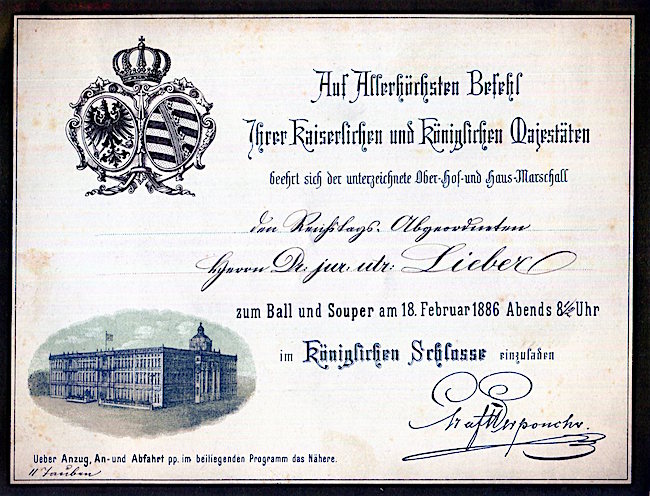 Auf Allerhöchsten Befehl
Ihrer Kaiserlichen und Königlichen Majestäten
beehrt sich der unterzeichnete Ober-Hof-und Haus-Marschall
den Reichstags-Abgeordneten
Herrn Dr. jur. utr. Lieber
zum Ball und Souper am 18. Februar 1886 Abends 8½ Uhr
im Königlichen Schlosse einzuladen
Ueber Anzug, An- und Abfahrt pp. im beiliegenden Programm das Nähere.